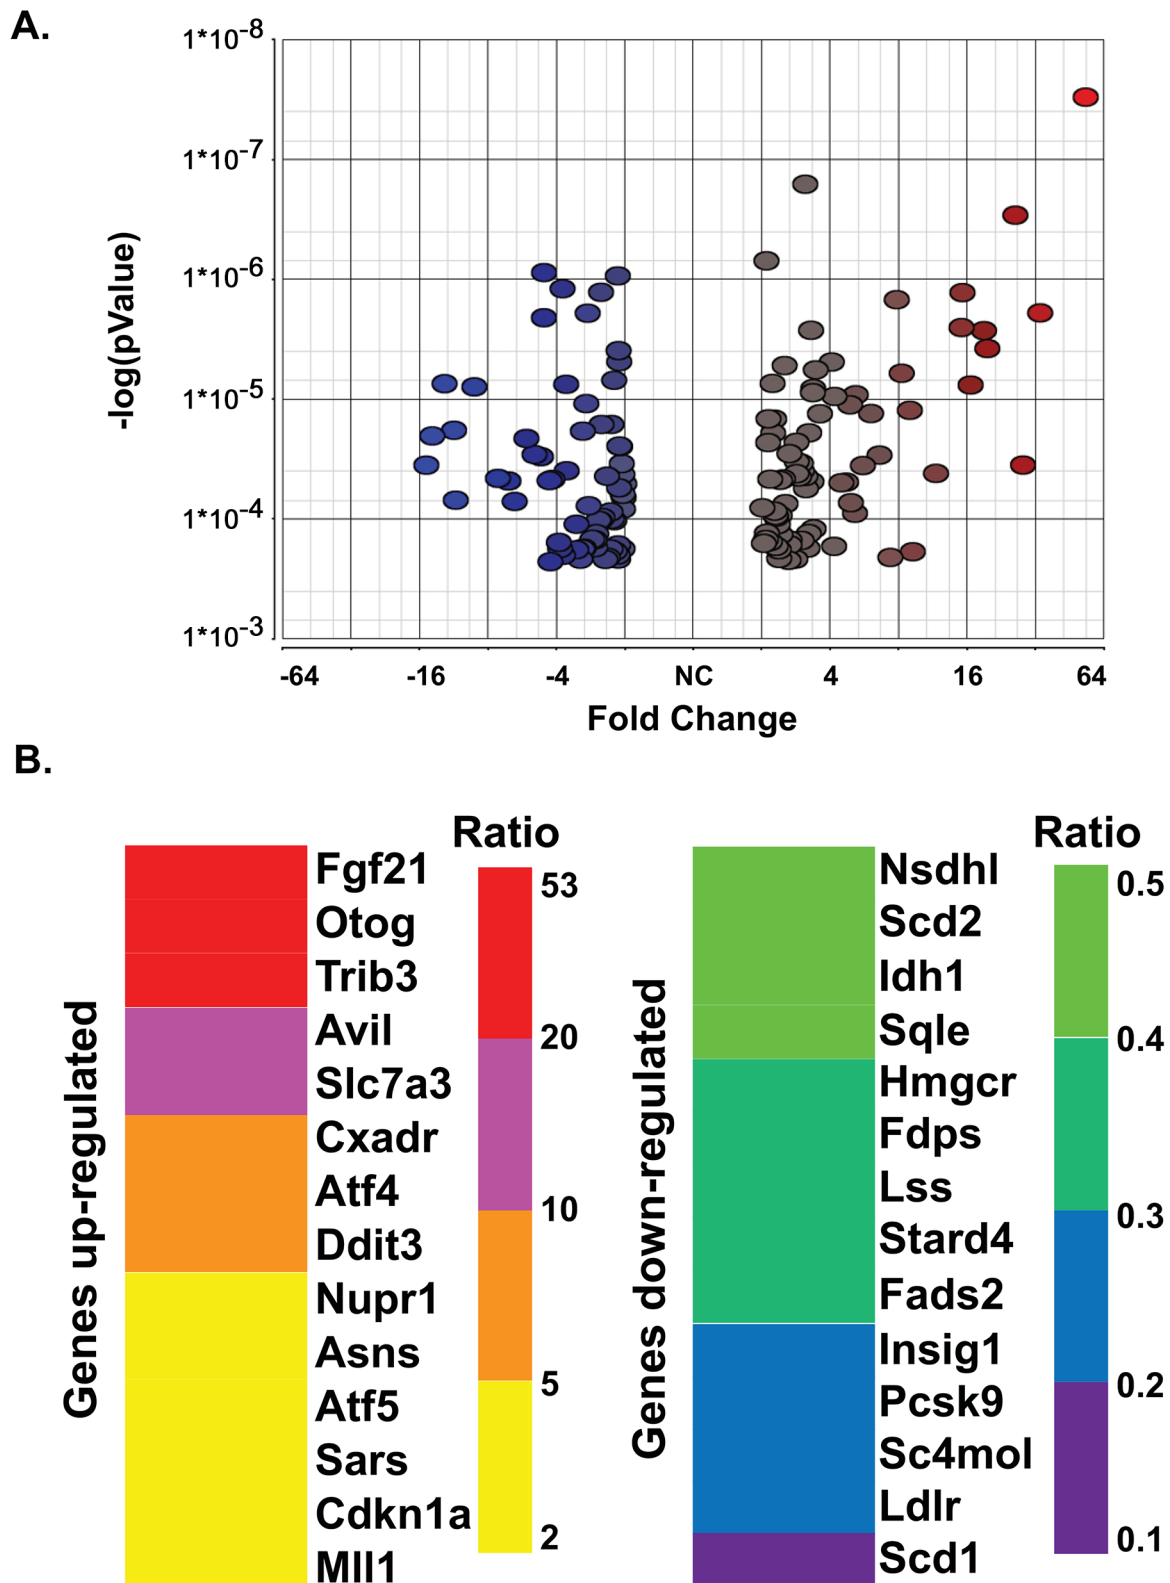 A.
1*10-8
1*10-7
1*10-6
1*10-5
1*10-4
1*10-3
-log(pValue)
-64 -16 -4 NC 4 16 64
Fold Change
B.
Genes up-regulated
Fgf21
Otog
Trib3
Avil
Slc7a3
Cxadr
Atf4
Ddit3
Nupr1
Asns
Atf5
Sars
Cdkn1a
Mll1
Ratio
53
20
10
5
2
Genes down-regulated
Nsdhl
Scd2
Idh1
Sqle
Hmgcr
Fdps
Lss
Stard4
Fads2
Insig1
Pcsk9
Sc4mol
Ldlr
Scd1
Ratio
0.5
0.4
0.3
0.2
0.1